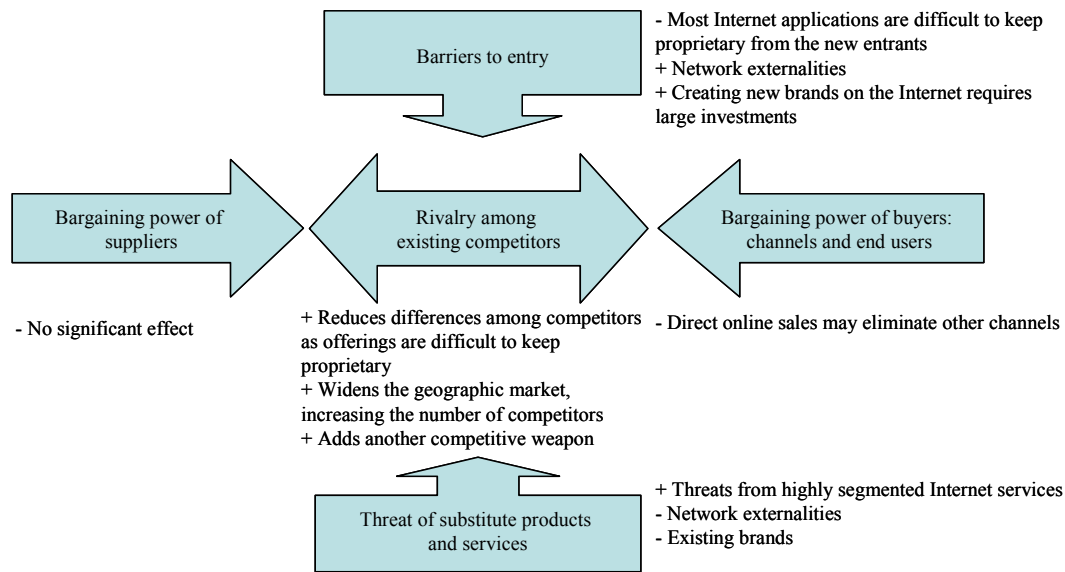 Barriers to entry
- Most Internet applications are difficult to keep
proprietary from the new entrants
+ Network externalities
+ Creating new brands on the Internet requires
large investments
Bargaining power of
suppliers
Rivalry among
existing competitors
Bargaining power of buyers:
channels and end users
- No significant effect
+ Reduces differences among competitors
as offerings are difficult to keep
proprietary
+ Widens the geographic market,
increasing the number of competitors
+ Adds another competitive weapon
- Direct online sales may eliminate other channels
Threat of substitute products
and services
+ Threats from highly segmented Internet services
- Network externalities
- Existing brands